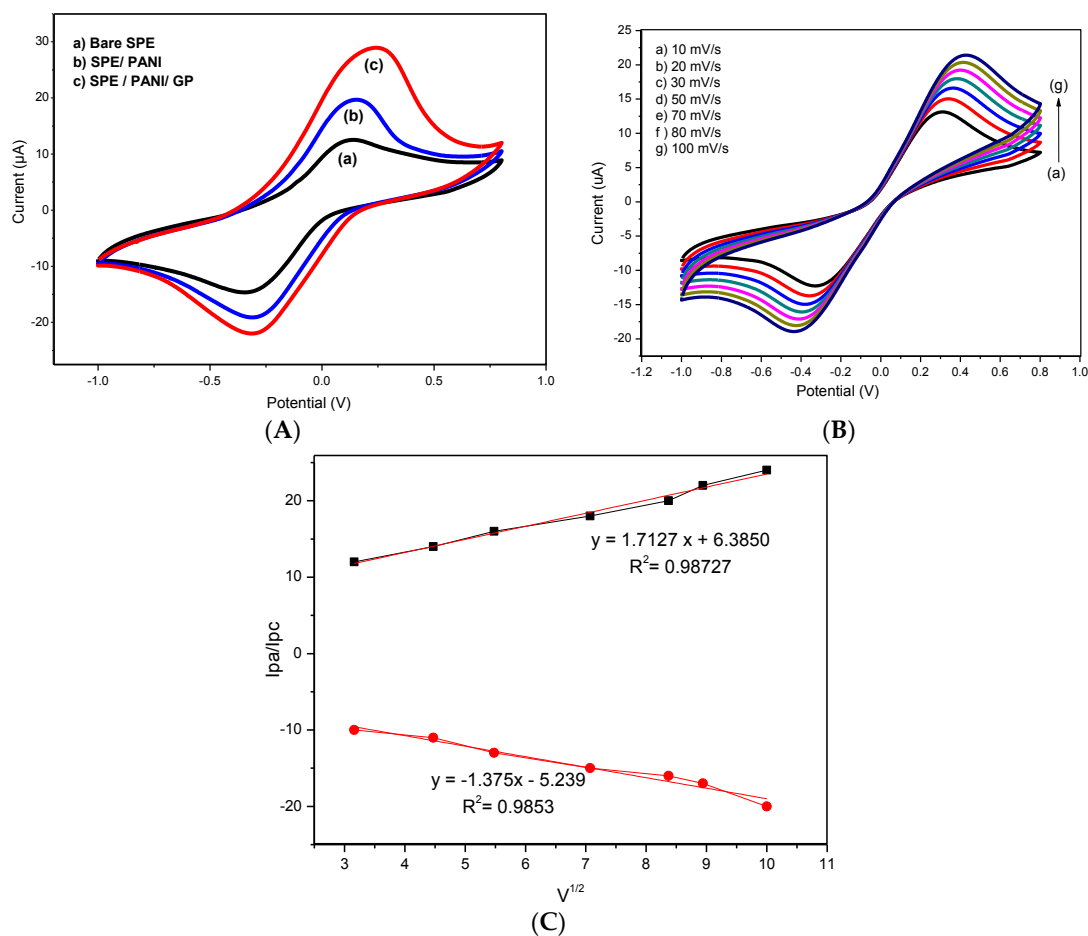 a) Bare SPE
b) SPE/ PANI
c) SPE / PANI/ GP
(c)
(b)
(a)
30
20
10
0
-10
-20
Current (µA)
-1.0 -0.5 0.0 0.5 1.0
Potential (V)
(A)
a) 10 mV/s
b) 20 mV/s
c) 30 mV/s
d) 50 mV/s
e) 70 mV/s
f ) 80 mV/s
g) 100 mV/s
(g)
(a)
25
20
15
10
5
0
-5
-10
-15
-20
Current (uA)
-1.2 -1.0 -0.8 -0.6 -0.4 -0.2 0.0 0.2 0.4 0.6 0.8 1.0
Potential (V)
(B)
20
10
0
-10
-20
Ipa/Ipc
y = 1.7127 x + 6.3850
R²= 0.98727
y = -1.375x - 5.239
R²= 0.9853
3 4 5 6 7 8 9 10 11
V^1/2
(C)